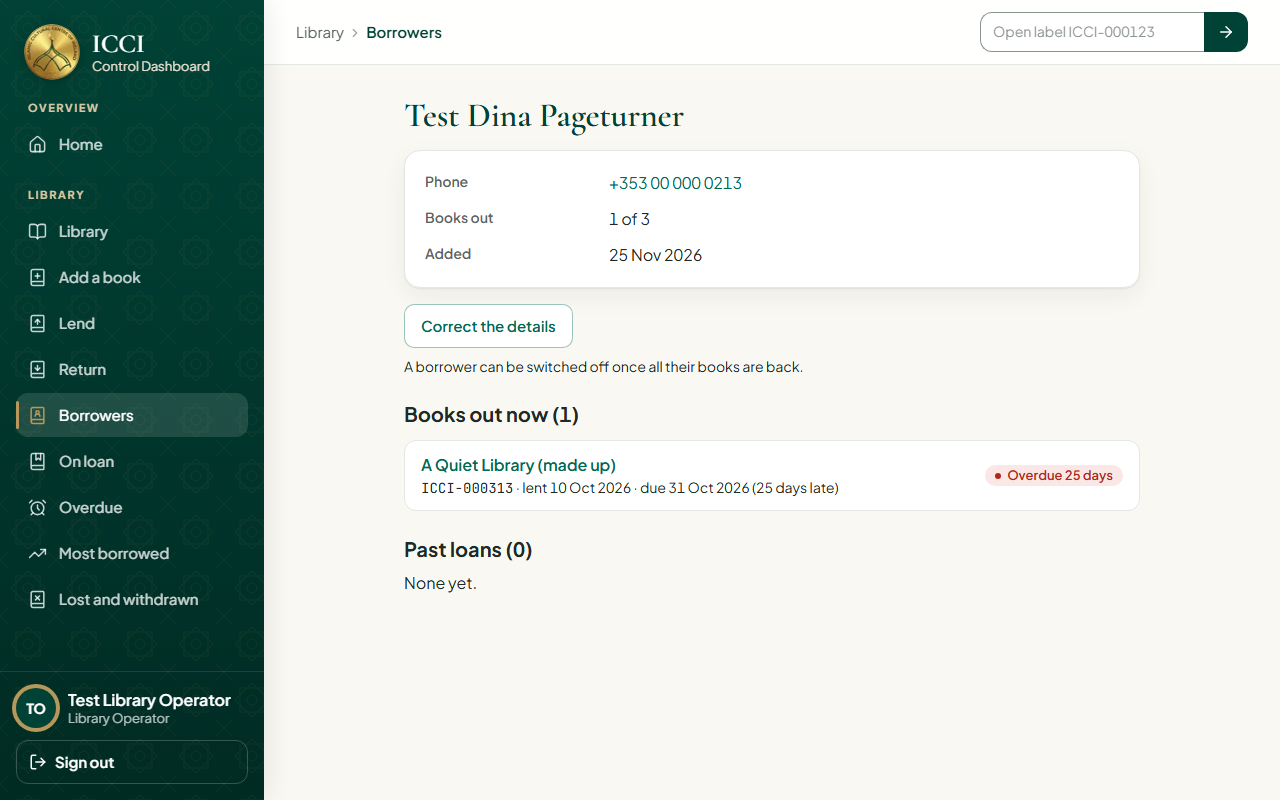 ICCI
Control Dashboard
OVERVIEW
Home
LIBRARY
Library
Add a book
Lend
Return
Borrowers
On loan
Overdue
Most borrowed
Lost and withdrawn
TO
Test Library Operator
Library Operator
Sign out
Library › Borrowers
Open label ICCI-000123
Test Dina Pageturner
Phone +353 00 000 0213
Books out 1 of 3
Added 25 Nov 2026
Correct the details
A borrower can be switched off once all their books are back.
Books out now (1)
A Quiet Library (made up)
ICCI-000313 · lent 10 Oct 2026 · due 31 Oct 2026 (25 days late)
Overdue 25 days
Past loans (0)
None yet.